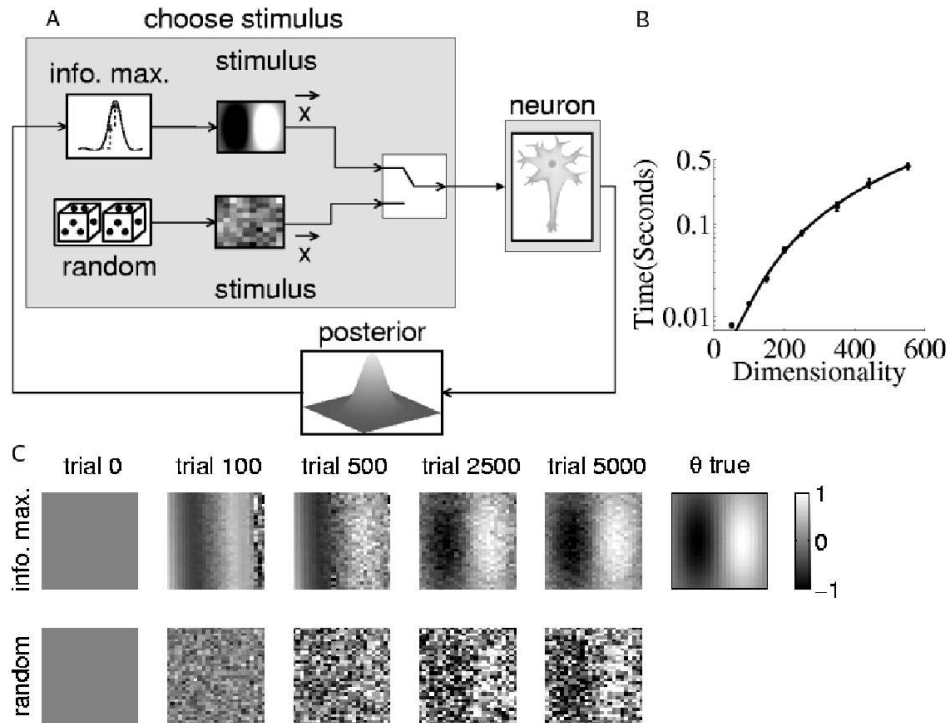 A
choose stimulus
info. max.
stimulus
x
random
x
stimulus
neuron
posterior
B
Time(Seconds)
0.5
0.1
0.01
0 200 400 600
Dimensionality
C
trial 0 trial 100 trial 500 trial 2500 trial 5000 θ true
info. max.
1
0
−1
random